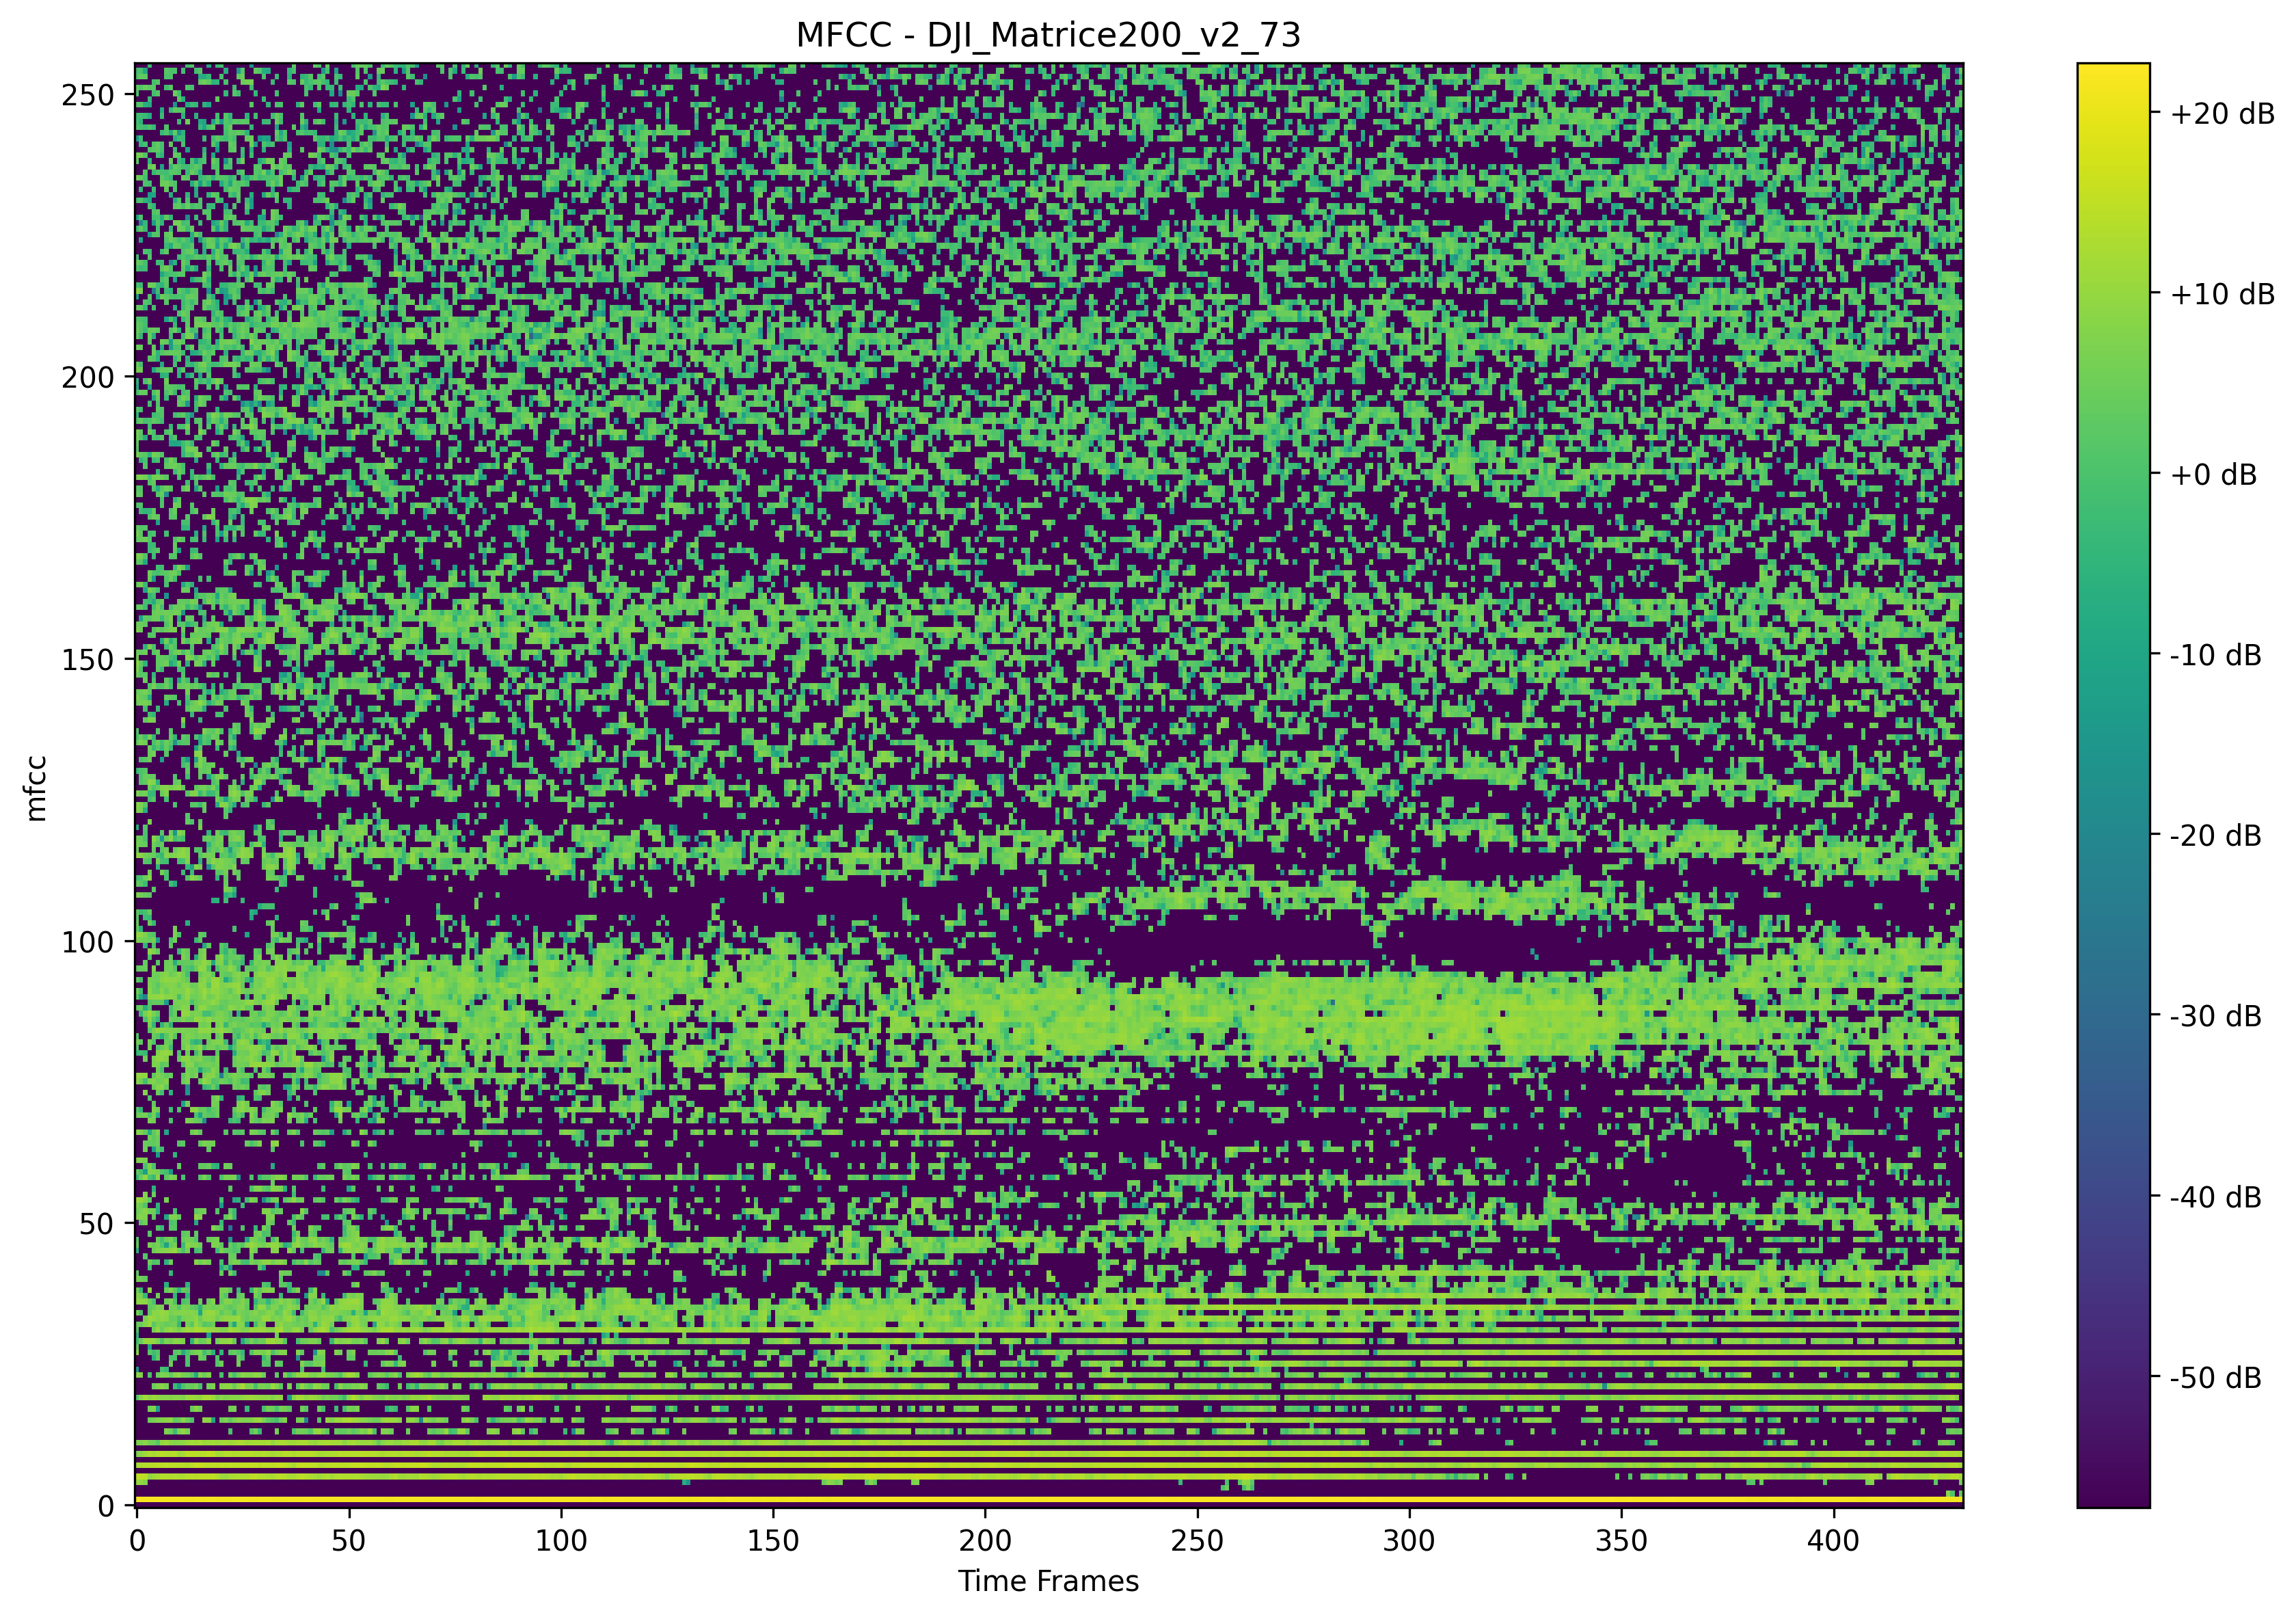 MFCC - DJI_Matrice200_v2_73
250
200
150
100
50
0
mfcc
0 50 100 150 200 250 300 350 400
Time Frames
+20 dB
+10 dB
+0 dB
-10 dB
-20 dB
-30 dB
-40 dB
-50 dB